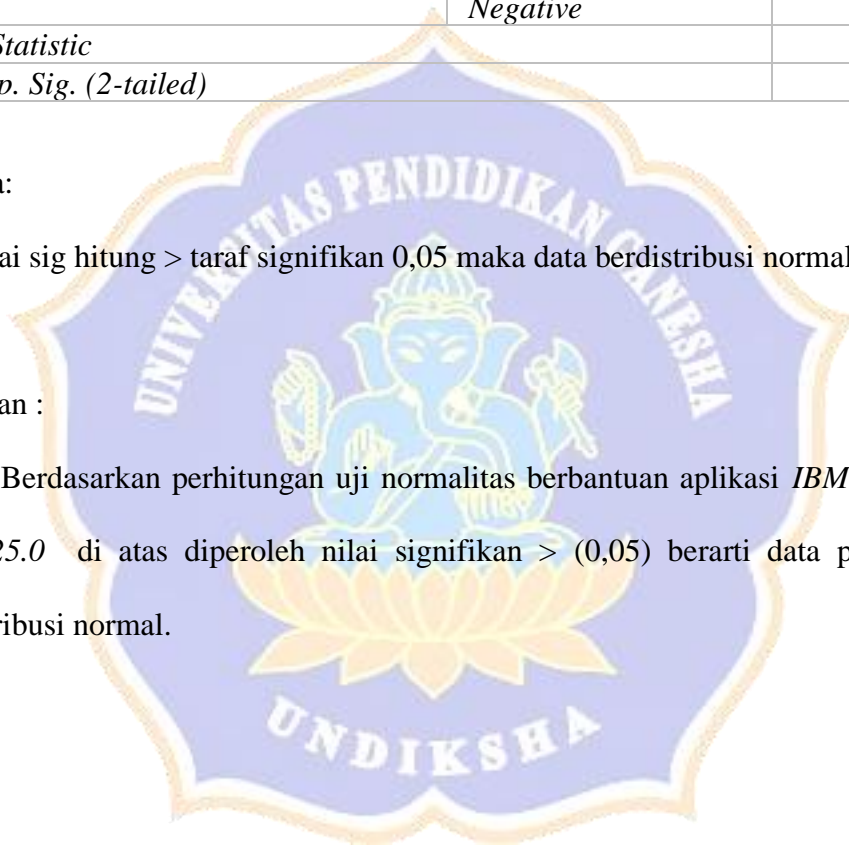 Negative
Statistic
p. Sig. (2-tailed)
a:
ai sig hitung > taraf signifikan 0,05 maka data berdistribusi normal
an :
Berdasarkan perhitungan uji normalitas berbantuan aplikasi IBM
25.0 di atas diperoleh nilai signifikan > (0,05) berarti data p
ribusi normal.
UNIVERSITAS PENDIDIKAN GANESHA
UNDIKSHA